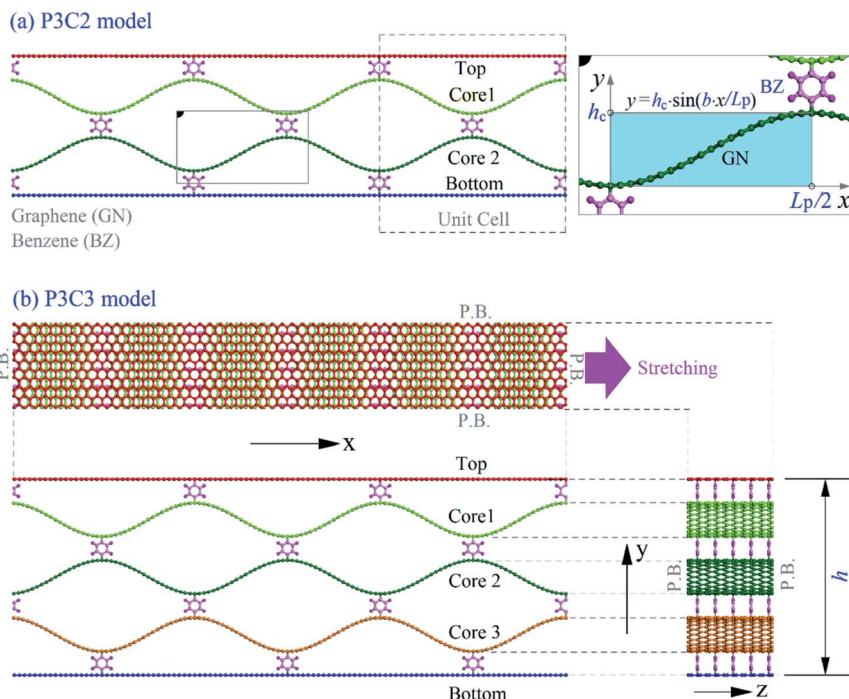 (a) P3C2 model
Top
Core1
Core 2
Bottom
Graphene (GN)
Benzene (BZ)
Unit Cell
y
BZ
hc
y=hc·sin(b·x/Lp)
GN
Lp/2
x
(b) P3C3 model
P.B.
P.B.
P.B.
Stretching
P.B.
x
Top
Core1
Core 2
Core 3
Bottom
y
P.B.
P.B.
h
z